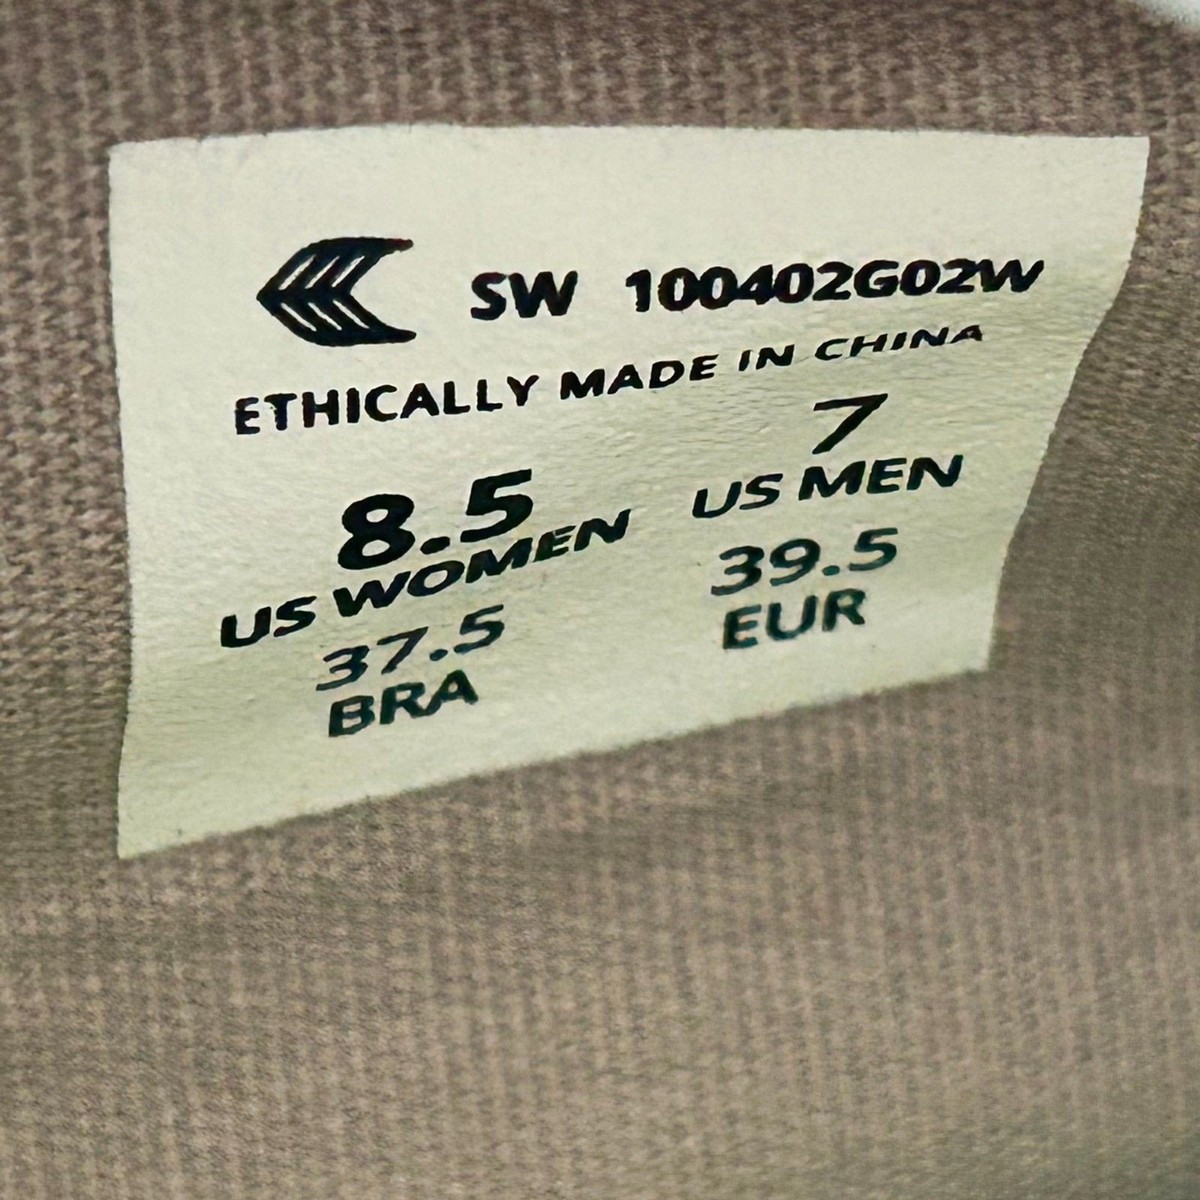 SW 100402G02W
ETHICALLY MADE IN CHINA
8.5
US WOMEN
7
US MEN
37.5
BRA
39.5
EUR